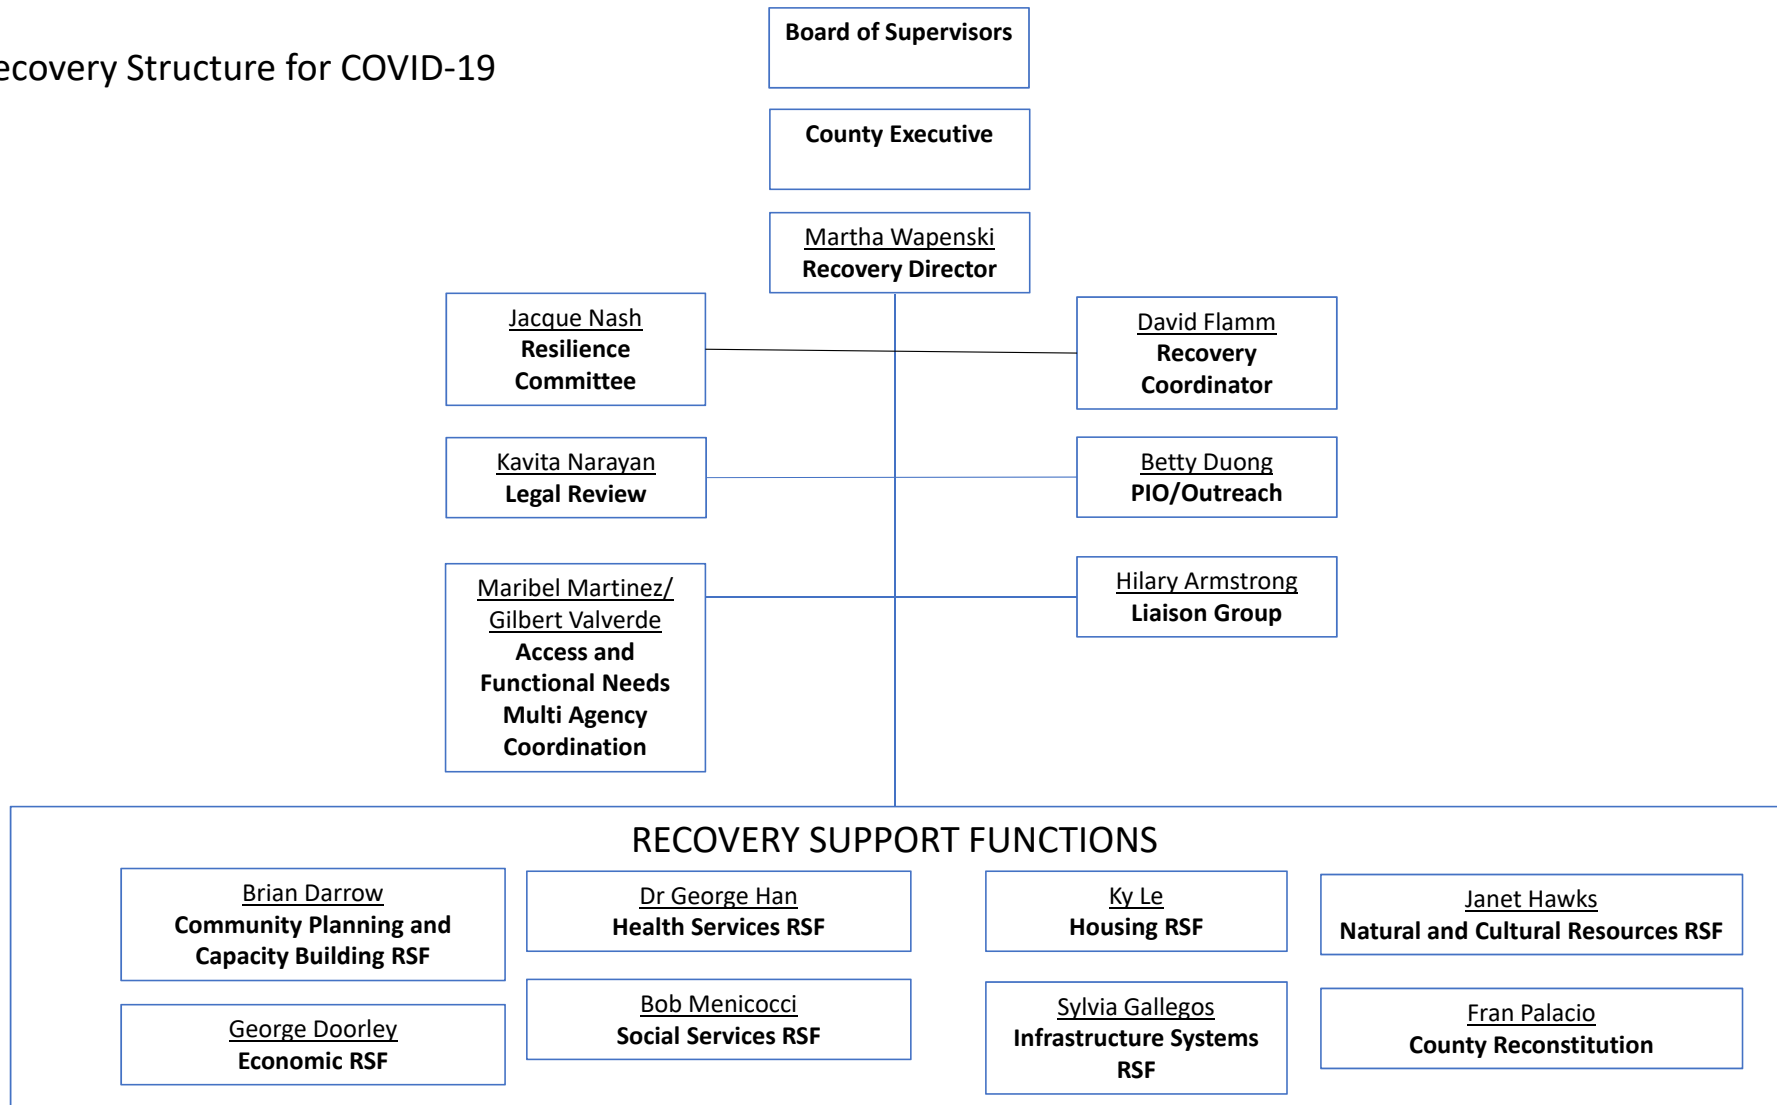 ecovery Structure for COVID-19
Board of Supervisors
County Executive
Martha Wapenski
Recovery Director
Jacque Nash
Resilience
Committee
David Flamm
Recovery
Coordinator
Kavita Narayan
Legal Review
Betty Duong
PIO/Outreach
Maribel Martinez/
Gilbert Valverde
Access and
Functional Needs
Multi Agency
Coordination
Hilary Armstrong
Liaison Group
RECOVERY SUPPORT FUNCTIONS
Brian Darrow
Community Planning and
Capacity Building RSF
Dr George Han
Health Services RSF
Ky Le
Housing RSF
Janet Hawks
Natural and Cultural Resources RSF
George Doorley
Economic RSF
Bob Menicocci
Social Services RSF
Sylvia Gallegos
Infrastructure Systems
RSF
Fran Palacio
County Reconstitution